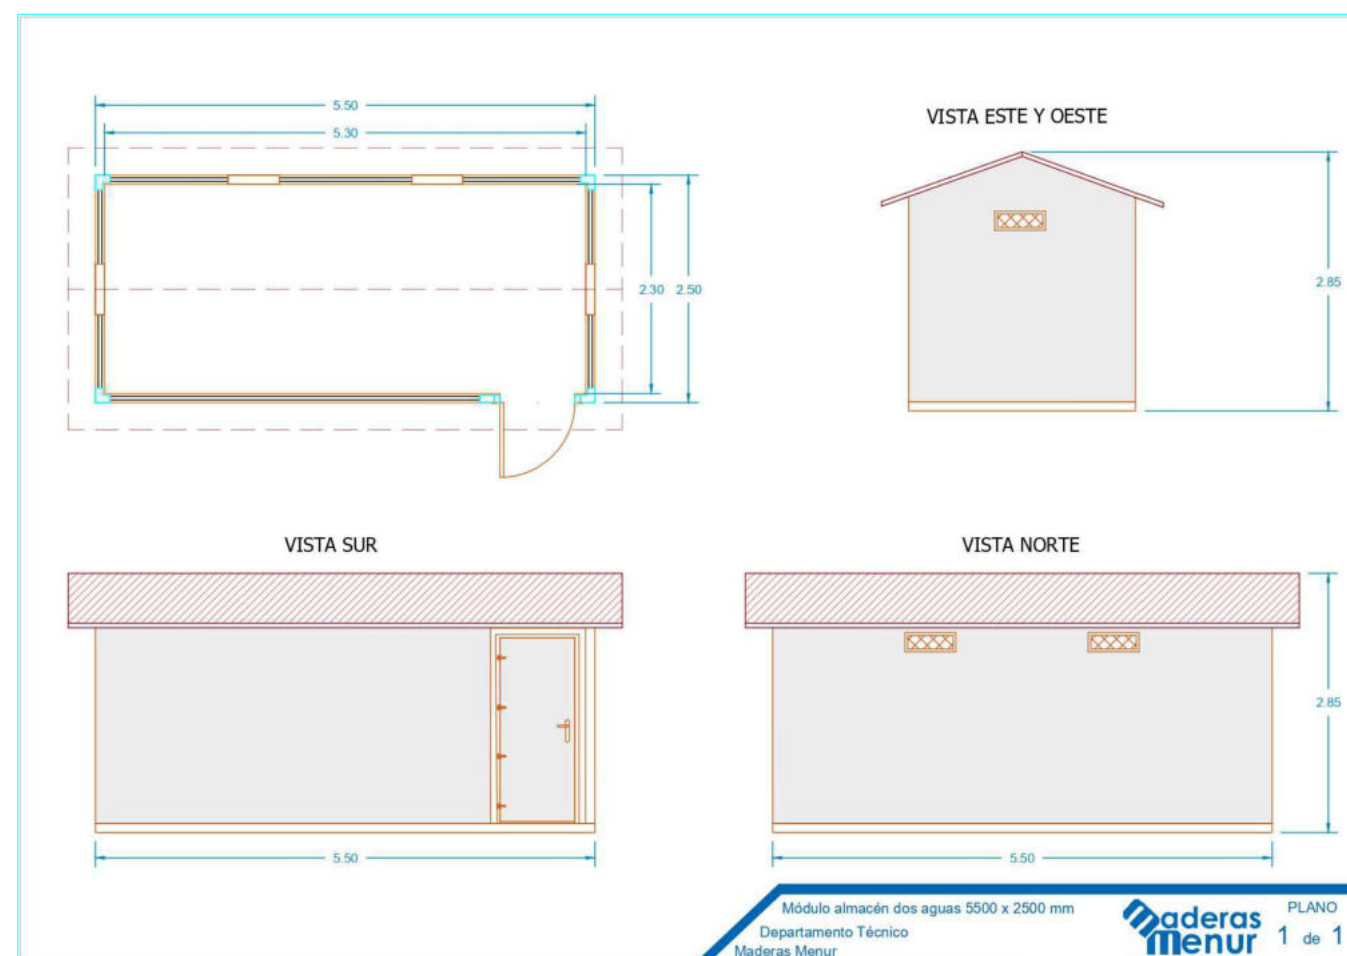 5.50
5.30
2.30 2.50
VISTA ESTE Y OESTE
2.85
VISTA SUR
5.50
VISTA NORTE
2.85
5.50
Módulo almacén dos aguas 5500 x 2500 mm
Departamento Técnico
Maderas Menur
Maderas
Menur
PLANO
1 de 1